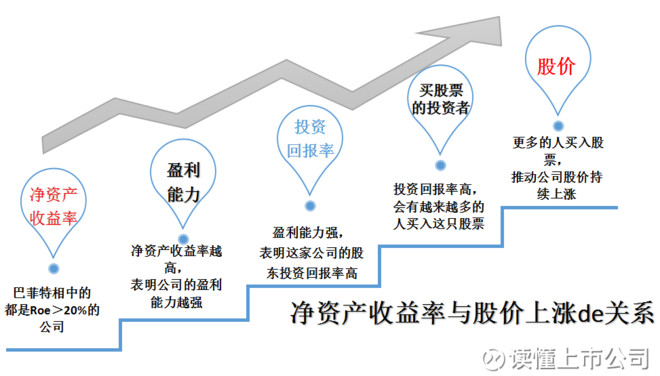 净资产
收益率
巴菲特相中的
都是Roe＞20%的
公司
盈利
能力
净资产收益率越
高，
表明公司的盈利
能力越强
投资
回报率
盈利能力强，
表明这家公司的股
东投资回报率高
买股票
的投资者
投资回报率高，
会有越来越多的
人买入这只股票
股价
更多的人买入股
票，
推动公司股价持
续上涨
净资产收益率与股价上涨de关系
读懂上市公司